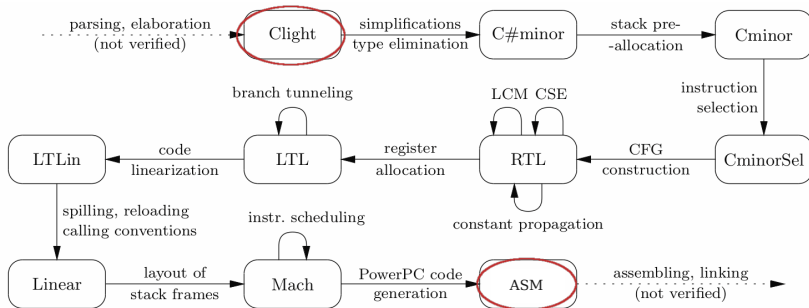 parsing, elaboration
(not verified)
Clight
simplifications
type elimination
C#minor
stack pre-
-allocation
Cminor
instruction
selection
branch tunneling
LCM CSE
LTLin
code
linearization
LTL
register
allocation
RTL
CFG
construction
CminorSel
constant propagation
spilling, reloading
calling conventions
instr. scheduling
Linear
layout of
stack frames
Mach
PowerPC code
generation
ASM
assembling, linking
(not verified)